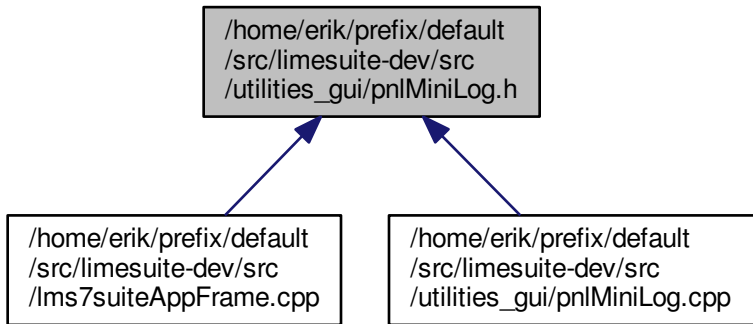 /home/erik/prefix/default
/src/limesuite-dev/src
/utilities_gui/pnlMiniLog.h
/home/erik/prefix/default
/src/limesuite-dev/src
/lms7suiteAppFrame.cpp
/home/erik/prefix/default
/src/limesuite-dev/src
/utilities_gui/pnlMiniLog.cpp